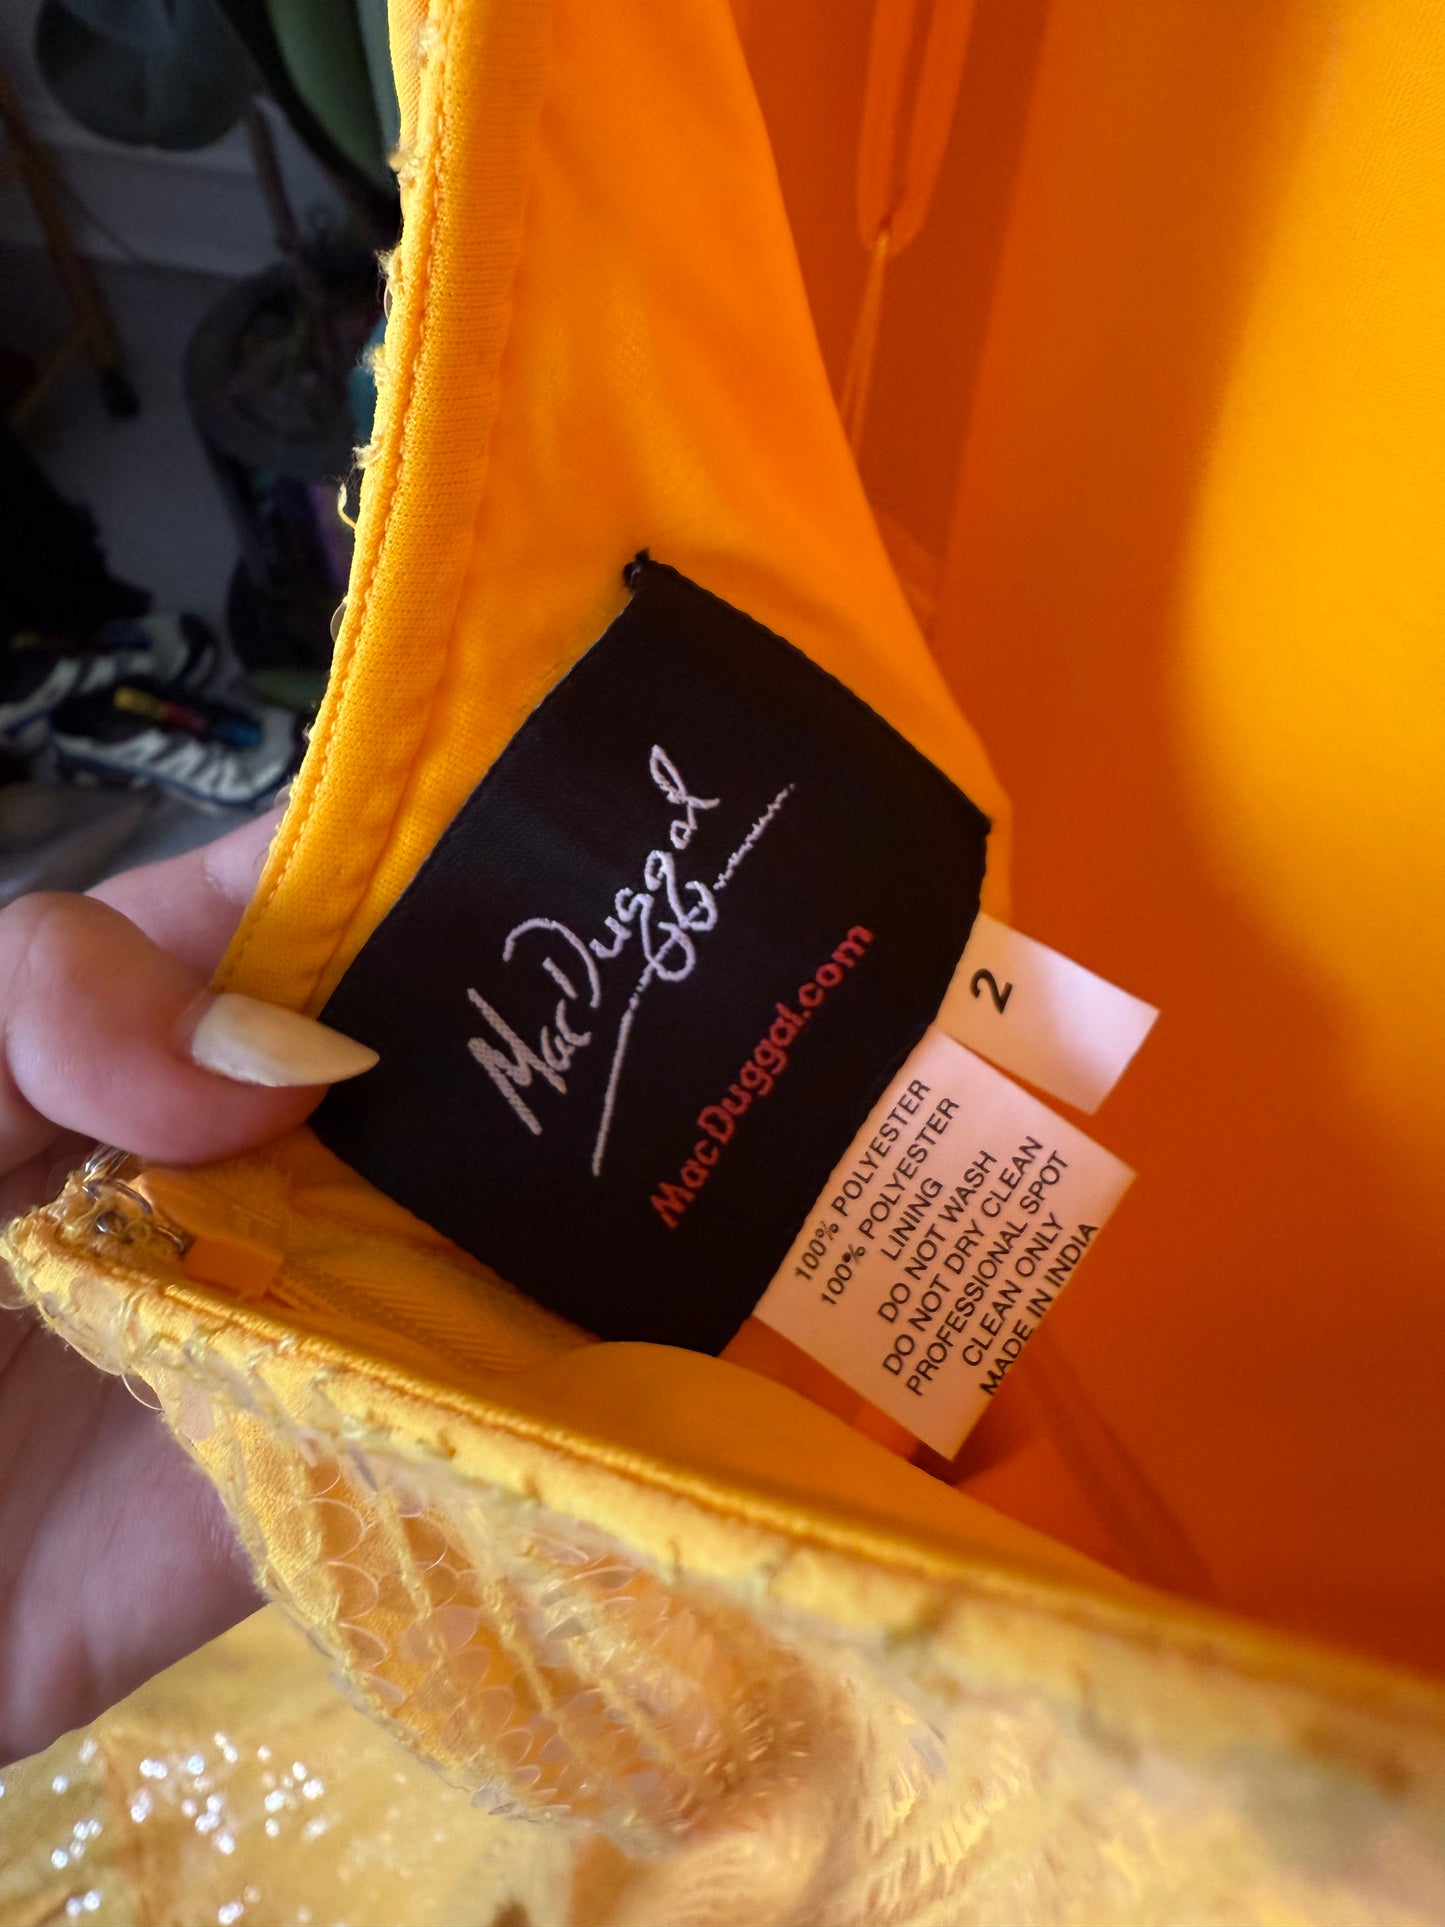 Mac Duggal
MacDuggal.com
2
100% POLYESTER
100% POLYESTER
LINING
DO NOT WASH
DO NOT DRY CLEAN
PROFESSIONAL SPOT
CLEAN ONLY
MADE IN INDIA